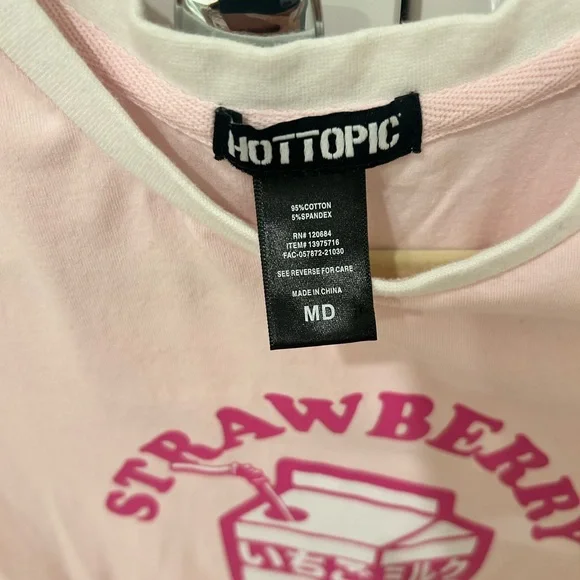 HOTTOPIC
95%COTTON
5%SPANDEX
RN# 120684
ITEM# 13975716
FAC-057872-21030
SEE REVERSE FOR CARE
MADE IN CHINA
MD
STRAWBERRY
いちごミルク